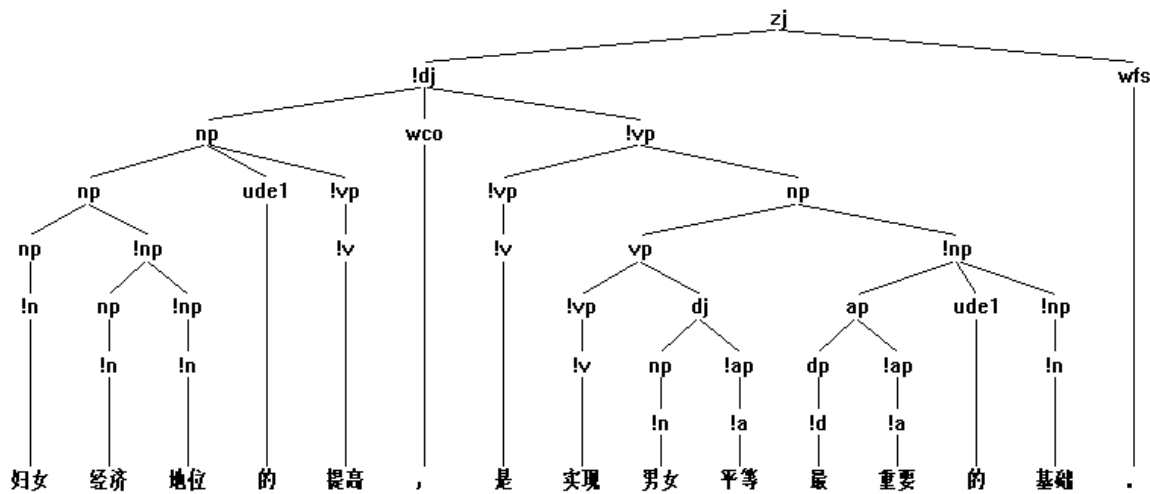 zj
!dj wfs
np wco !vp
np ude1 !vp !vp np
np !np !v !v vp !np
!n np !np !vp dj ap ude1 !np
!n !n !v np !ap dp !ap !n
!n !a !d !a
妇女 经济 地位 的 提高 , 是 实现 男女 平等 最 重要 的 基础 .